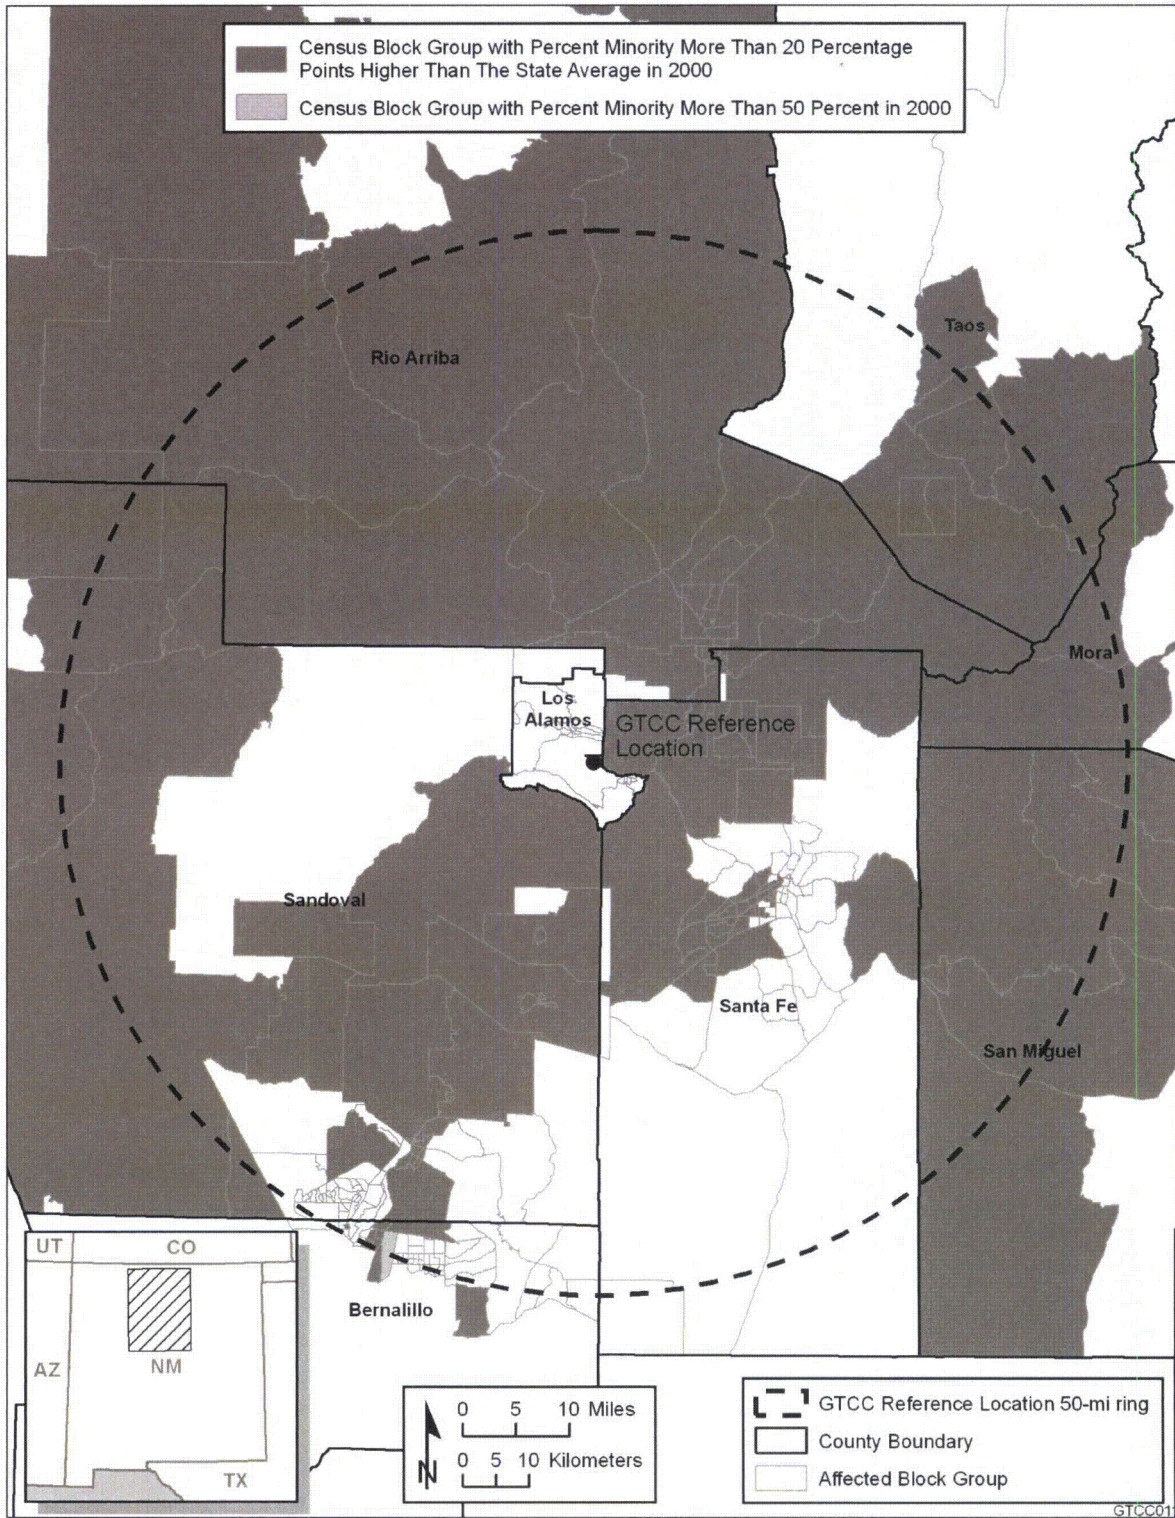 Census Block Group with Percent Minority More Than 20 Percentage
Points Higher Than The State Average in 2000
Census Block Group with Percent Minority More Than 50 Percent in 2000
Taos
Rio Arriba
Mora
Los
Alamos
GTCC Reference
Location
Sandoval
Santa Fe
San Miguel
Bernalillo
UT
CO
AZ
NM
TX
N
0 5 10 Miles
0 5 10 Kilometers
GTCC Reference Location 50-mi ring
County Boundary
Affected Block Group